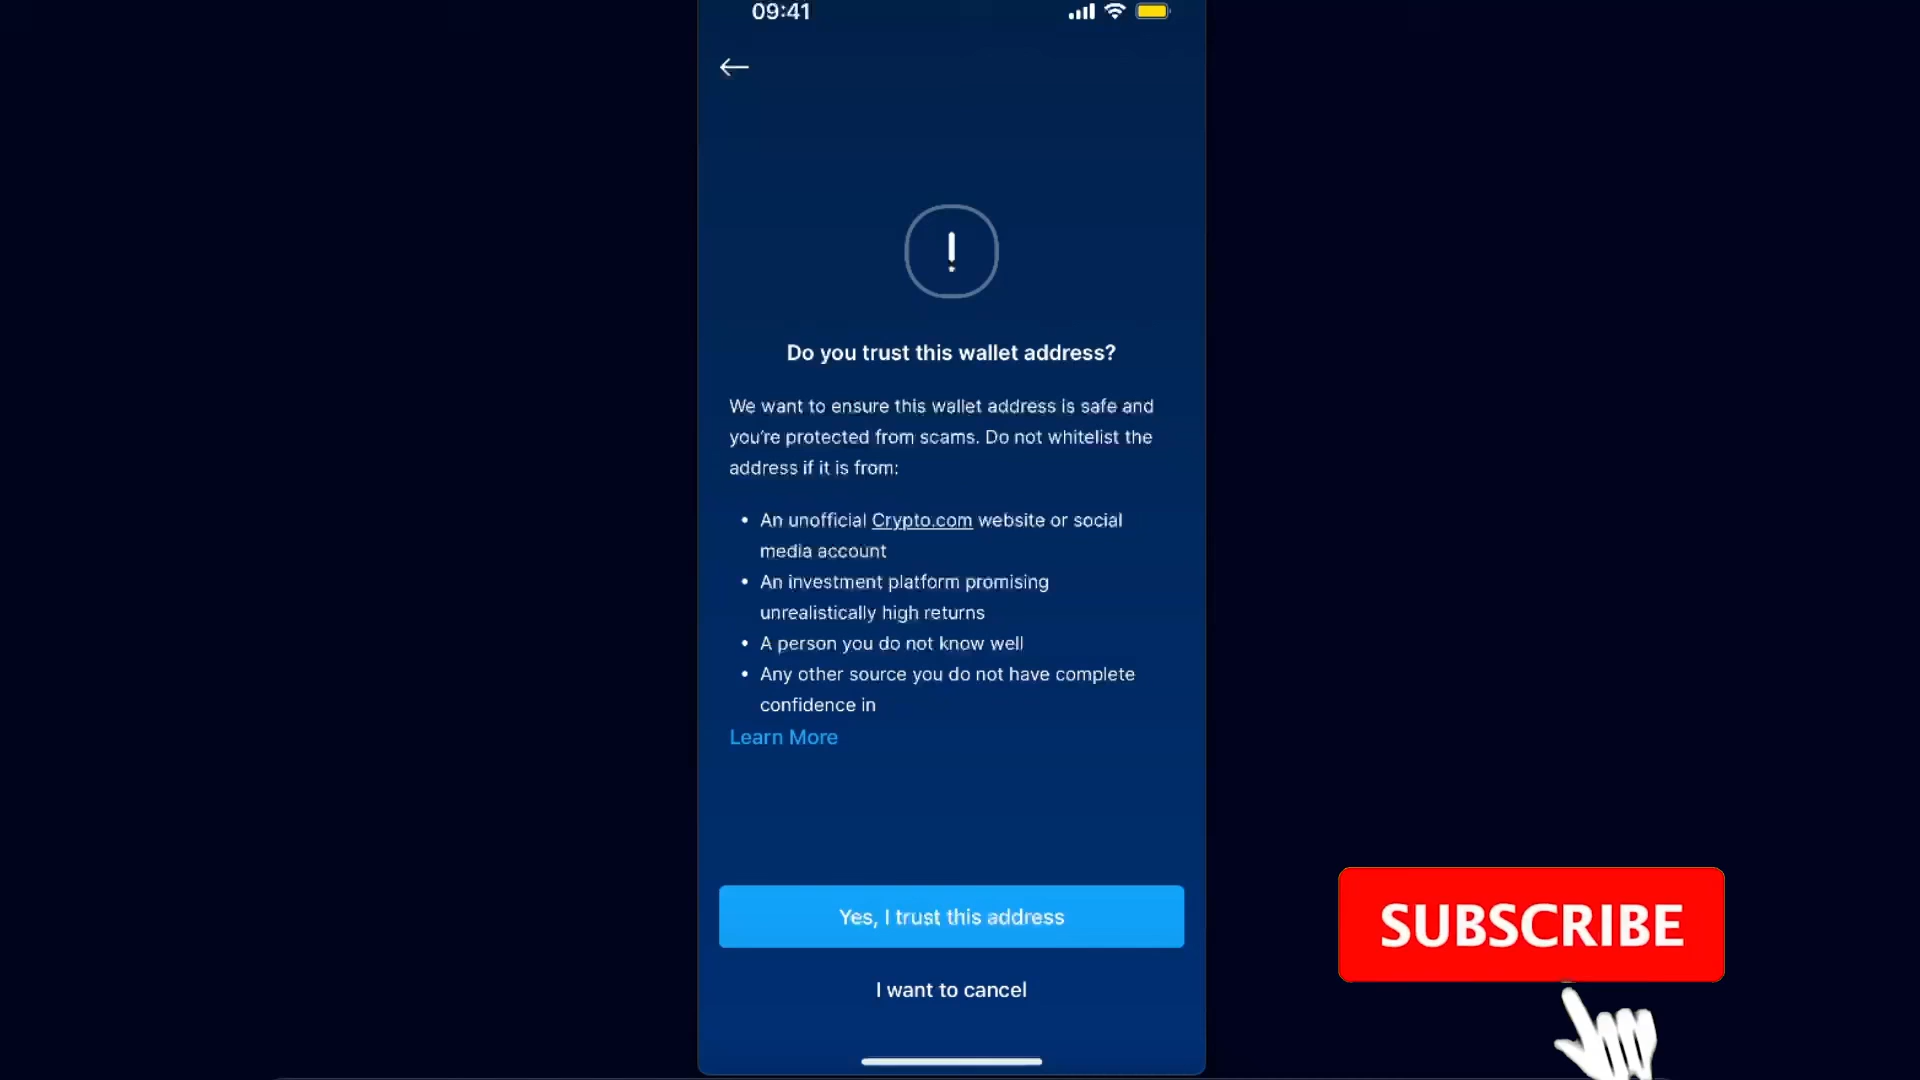 09:41
Do you trust this wallet address?
We want to ensure this wallet address is safe and
you're protected from scams. Do not whitelist the
address if it is from:
• An unofficial Crypto.com website or social
media account
• An investment platform promising
unrealistically high returns
• A person you do not know well
• Any other source you do not have complete
confidence in
Learn More
Yes, I trust this address
SUBSCRIBE
I want to cancel